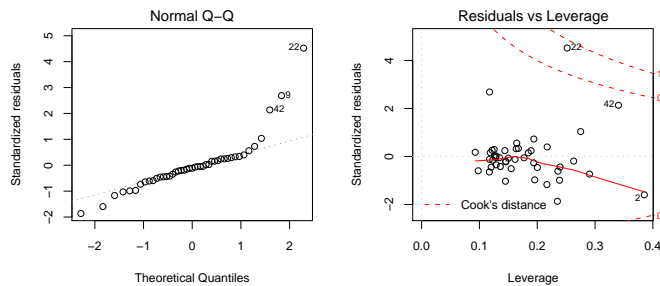 Normal Q−Q
Standardized residuals
5
4
3
2
1
0
−1
−2
22
9
42
−2 −1 0 1 2
Theoretical Quantiles
Residuals vs Leverage
Standardized residuals
4
2
0
−2
22
42
2
Cook's distance
1
0.0 0.1 0.2 0.3 0.4
Leverage